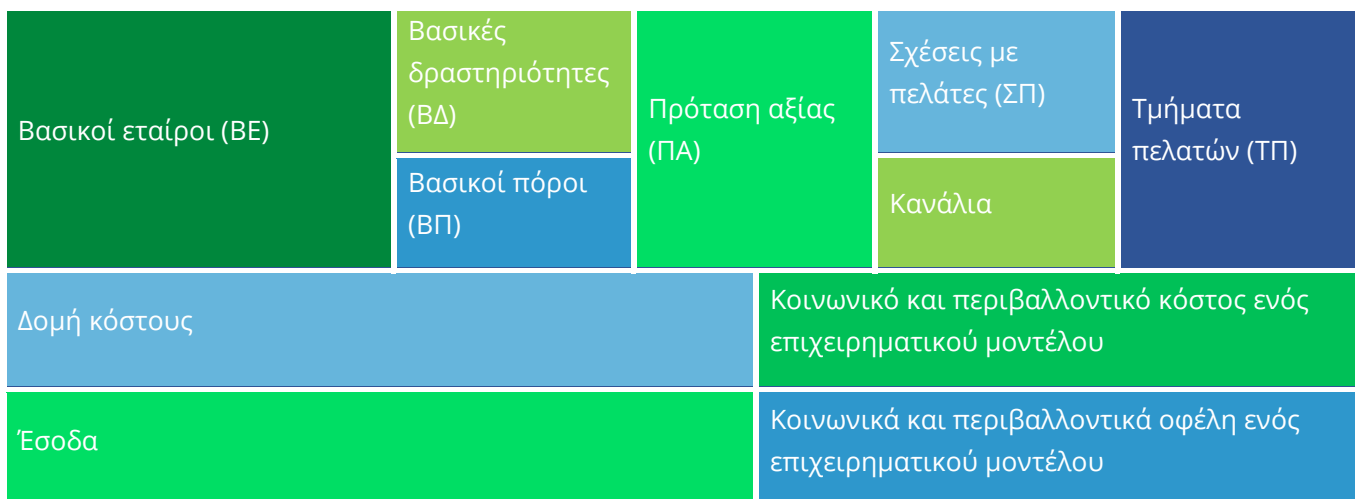 Βασικοί εταίροι (ΒΕ)
Βασικές
δραστηριότητες
(ΒΔ)
Βασικοί πόροι
(ΒΠ)
Πρόταση αξίας
(ΠΑ)
Σχέσεις με
πελάτες (ΣΠ)
Κανάλια
Τμήματα
πελατών (ΤΠ)
Δομή κόστους
Κοινωνικό και περιβαλλοντικό κόστος ενός
επιχειρηματικού μοντέλου
Έσοδα
Κοινωνικά και περιβαλλοντικά οφέλη ενός
επιχειρηματικού μοντέλου